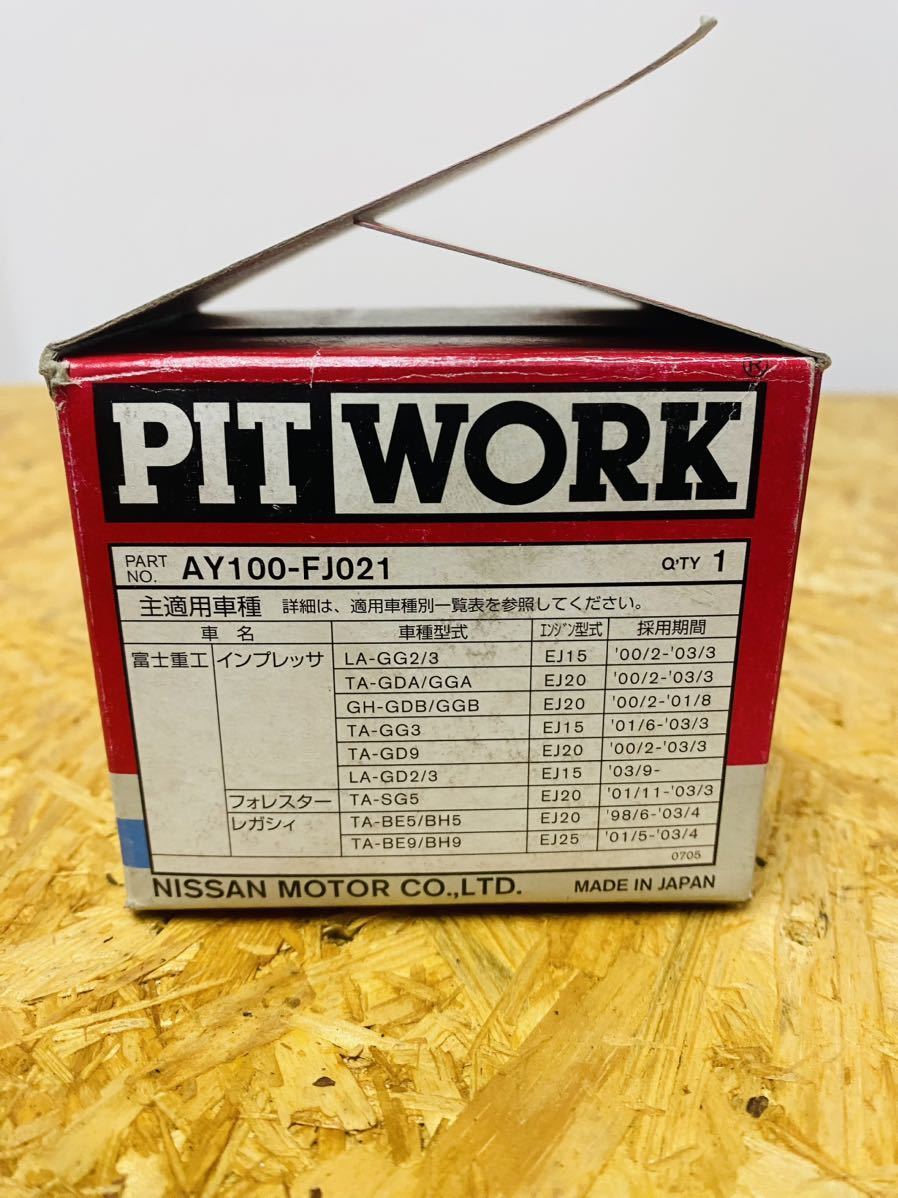 PIT WORK ®
PART NO. AY100-FJ021 Q'TY 1
主適用車種 詳細は、適用車種別一覧表を参照してください。
車 名 車種型式 エンジン型式 採用期間
富士重工 インプレッサ LA-GG2/3 EJ15 '00/2-'03/3
TA-GDA/GGA EJ20 '00/2-'03/3
GH-GDB/GGB EJ20 '00/2-'01/8
TA-GG3 EJ15 '01/6-'03/3
TA-GD9 EJ20 '00/2-'03/3
LA-GD2/3 EJ15 '03/9-
フォレスター TA-SG5 EJ20 '01/11-'03/3
レガシィ TA-BE5/BH5 EJ20 '98/6-'03/4
TA-BE9/BH9 EJ25 '01/5-'03/4
0705
NISSAN MOTOR CO.,LTD. MADE IN JAPAN